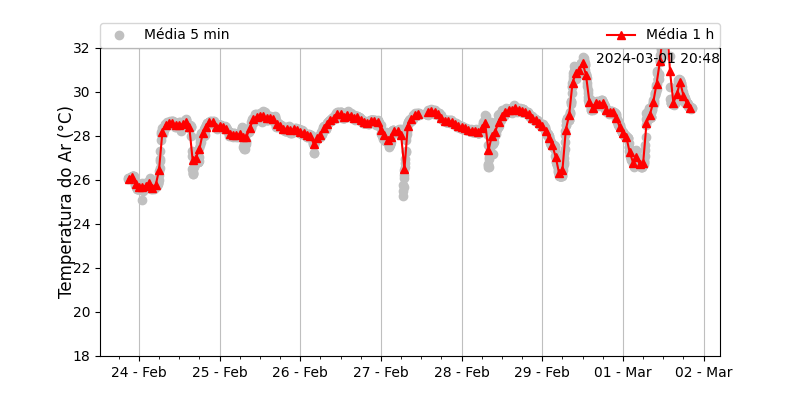 Média 5 min
Média 1 h
2024-03-01 20:48
Temperatura do Ar (°C)
32
30
28
26
24
22
20
18
24 - Feb
25 - Feb
26 - Feb
27 - Feb
28 - Feb
29 - Feb
01 - Mar
02 - Mar